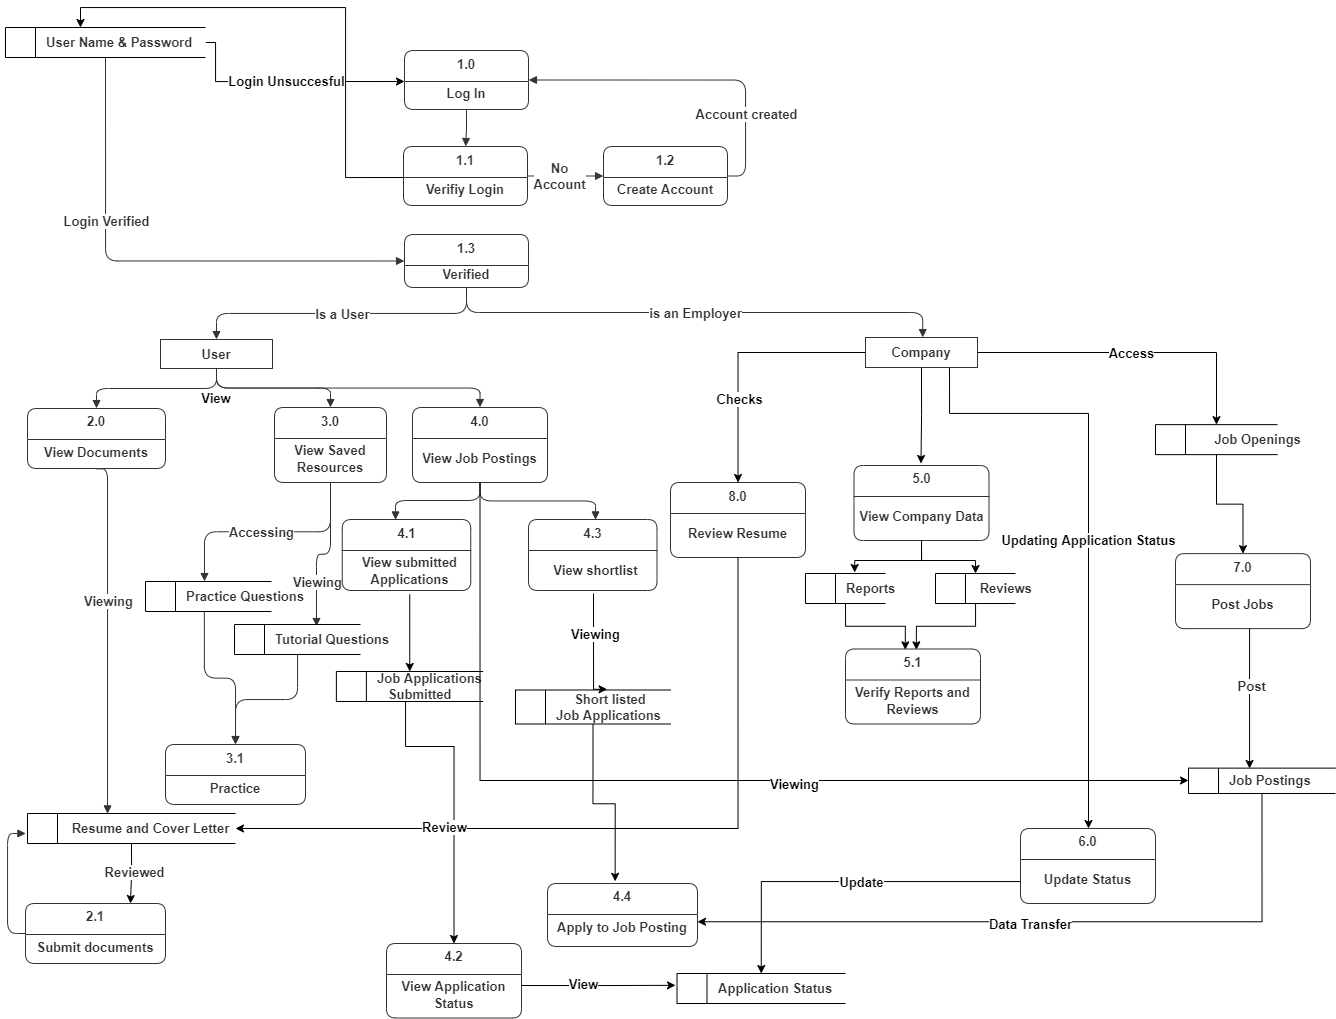 User Name & Password
Login Unsuccesful
1.0
Log In
Account created
1.1
Verifiy Login
No
Account
1.2
Create Account
Login Verified
1.3
Verified
Is a User
is an Employer
User
Company
Access
View
Checks
2.0
View Documents
3.0
View Saved
Resources
4.0
View Job Postings
Job Openings
5.0
View Company Data
8.0
Review Resume
Accessing
4.1
View submitted
Applications
4.3
View shortlist
Updating Application Status
7.0
Post Jobs
Viewing
Practice Questions
Viewing
Reports
Reviews
Tutorial Questions
Viewing
5.1
Verify Reports and
Reviews
Job Applications
Submitted
Short listed
Job Applications
Post
3.1
Practice
Viewing
Job Postings
Resume and Cover Letter
Review
6.0
Update Status
Reviewed
Update
2.1
Submit documents
4.4
Apply to Job Posting
Data Transfer
4.2
View Application
Status
View
Application Status